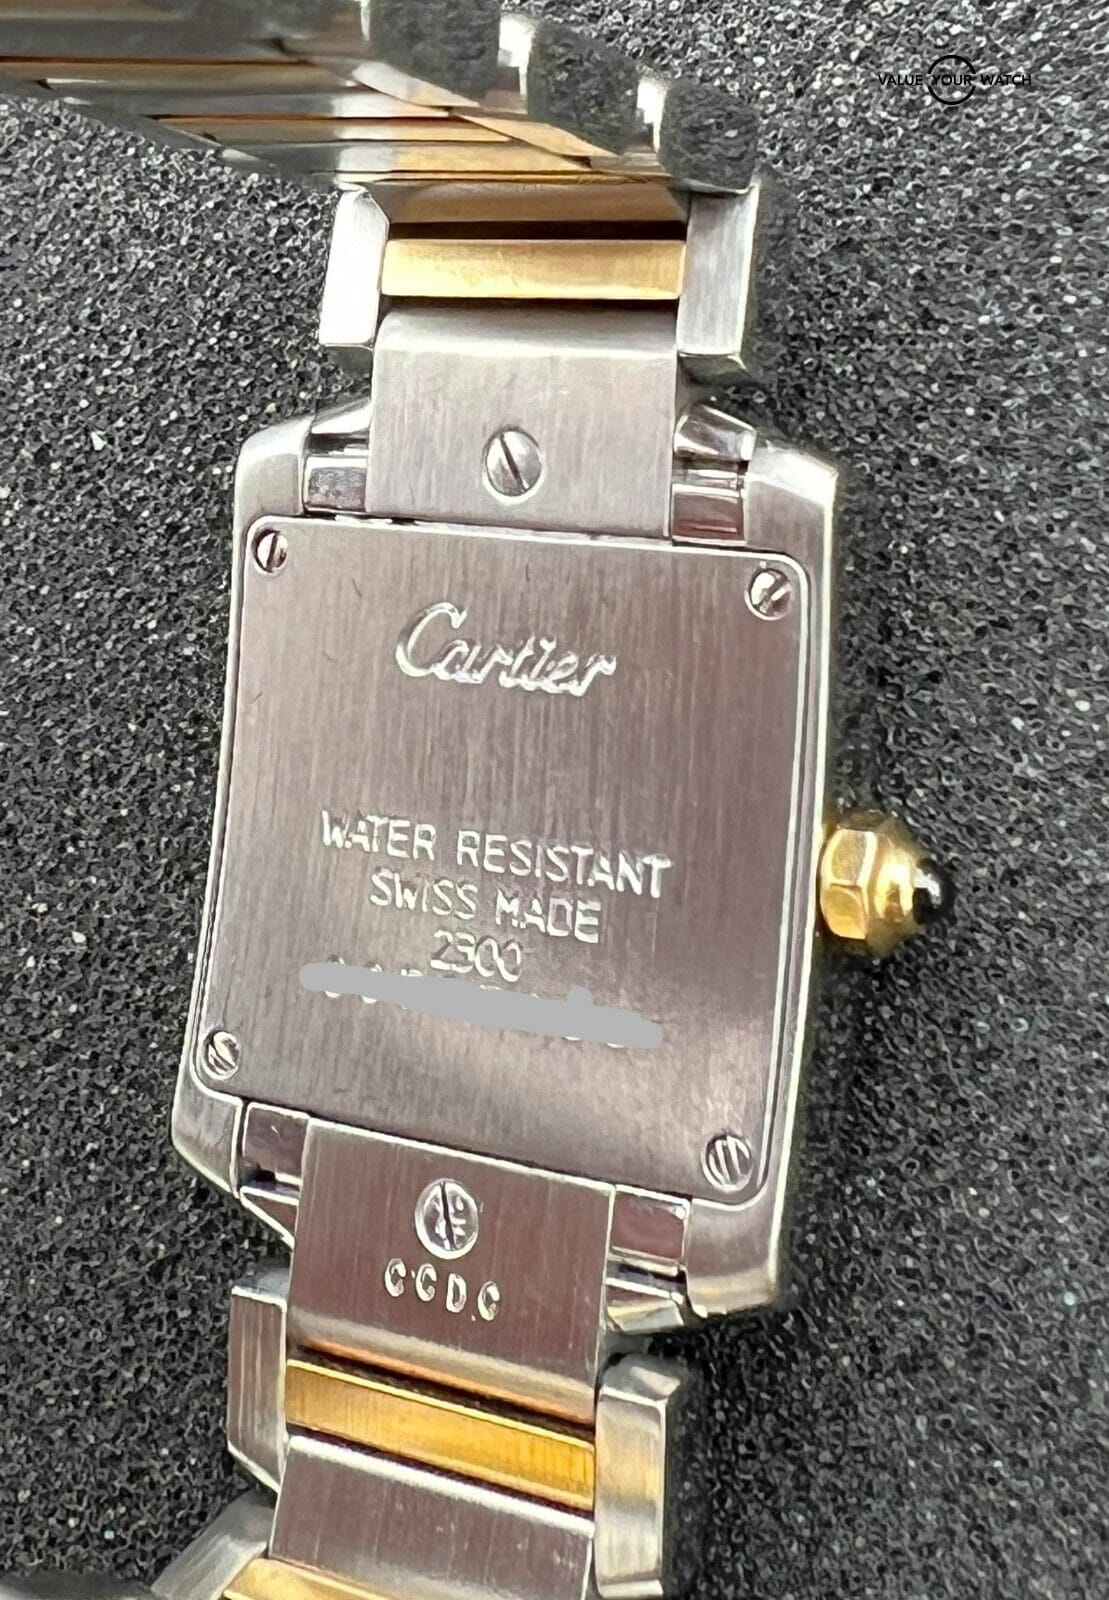 VALUE YOUR WATCH
Cartier
WATER RESISTANT
SWISS MADE
2300
CCDC